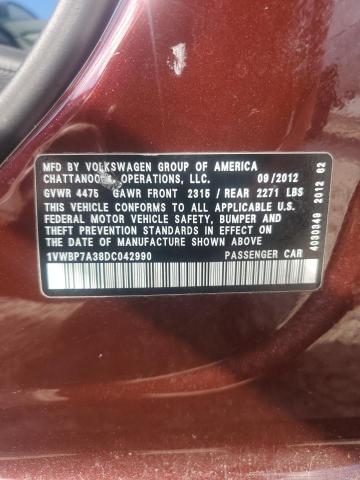 MFD BY VOLKSWAGEN GROUP OF AMERICA
CHATTANOOGA OPERATIONS, LLC. 09/2012
GVWR 4475 GAWR FRONT 2315 / REAR 2271 LBS
THIS VEHICLE CONFORMS TO ALL APPLICABLE U.S.
FEDERAL MOTOR VEHICLE SAFETY, BUMPER AND
THEFT PREVENTION STANDARDS IN EFFECT ON
THE DATE OF MANUFACTURE SHOWN ABOVE
1VWBP7A38DC042990 PASSENGER CAR
4030349 2012 62